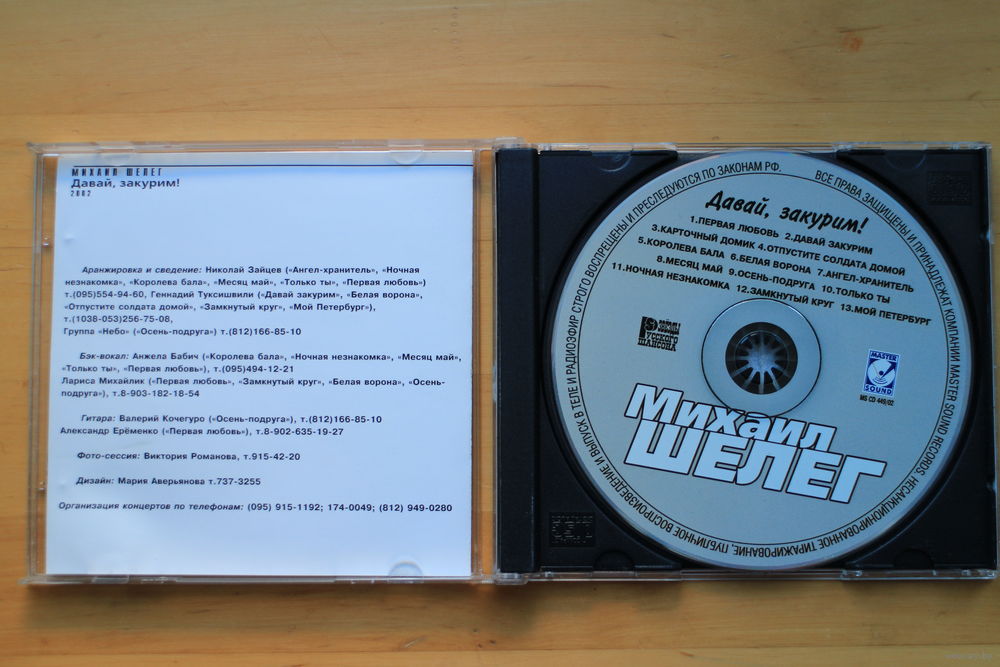 МИХАИЛ ШЕЛЕГ
Давай, закурим!
2002
Аранжировка и сведение: Николай Зайцев («Ангел-хранитель», «Ночная
незнакомка», «Королева бала», «Месяц май», «Только ты», «Первая любовь»)
т.(095)554-94-60, Геннадий Туксишвили («Давай закурим», «Белая ворона»,
«Отпустите солдата домой», «Замкнутый круг», «Мой Петербург»),
т.(1038-053)256-75-08,
Группа «Небо» («Осень-подруга») т.(812)166-85-10
Бэк-вокал: Анжела Бабич («Королева бала», «Ночная незнакомка», «Месяц май»,
«Только ты», «Первая любовь»), т.(095)494-12-21
Лариса Михайлик («Первая любовь», «Замкнутый круг», «Белая ворона», «Осень-
подруга»), т.8-903-182-18-54
Гитара: Валерий Кочегуро («Осень-подруга»), т.(812)166-85-10
Александр Ерёменко («Первая любовь»), т.8-902-635-19-27
Фото-сессия: Виктория Романова, т.915-42-20
Дизайн: Мария Аверьянова т.737-3255
Организация концертов по телефонам: (095) 915-1192; 174-0049; (812) 949-0280
ВСЕ ПРАВА ЗАЩИЩЕНЫ И ПРИНАДЛЕЖАТ КОМПАНИИ MASTER SOUND RECORDS. НЕСАНКЦИОНИРОВАННОЕ ТИРАЖИРОВАНИЕ, ПУБЛИЧНОЕ ВОСПРОИЗВЕДЕНИЕ И ВЫПУСК В ТЕЛЕ И РАДИОЭФИР СТРОГО ВОСПРЕЩЕНЫ И ПРЕСЛЕДУЮТСЯ ПО ЗАКОНАМ РФ.
Давай, закурим!
1.ПЕРВАЯ ЛЮБОВЬ 2.ДАВАЙ ЗАКУРИМ
3.КАРТОЧНЫЙ ДОМИК 4.ОТПУСТИТЕ СОЛДАТА ДОМОЙ
5.КОРОЛЕВА БАЛА 6.БЕЛАЯ ВОРОНА 7.АНГЕЛ-ХРАНИТЕЛЬ
8.МЕСЯЦ МАЙ 9.ОСЕНЬ-ПОДРУГА 10.ТОЛЬКО ТЫ
11.НОЧНАЯ НЕЗНАКОМКА 12.ЗАМКНУТЫЙ КРУГ 13.МОЙ ПЕТЕРБУРГ
РУССКОГО
ШАНСОНА
MASTER
SOUND
MS CD 449/02
Михаил
ШЕЛЕГ